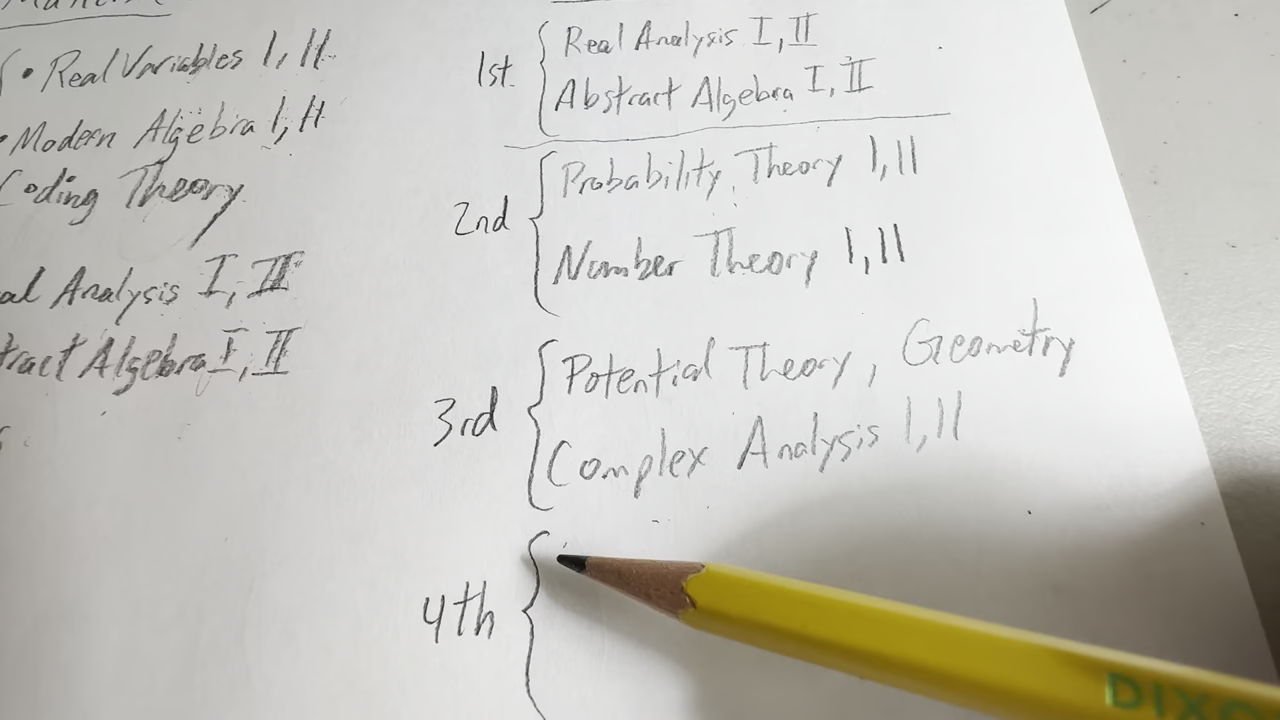 • Real Variables I, II
• Modern Algebra I, II
Coding Theory
al Analysis I, II
tract Algebra I, II
1st. Real Analysis I, II
Abstract Algebra I, II
2nd Probability Theory I, II
Number Theory I, II
3rd Potential Theory, Geometry
Complex Analysis I, II
4th
DIXO